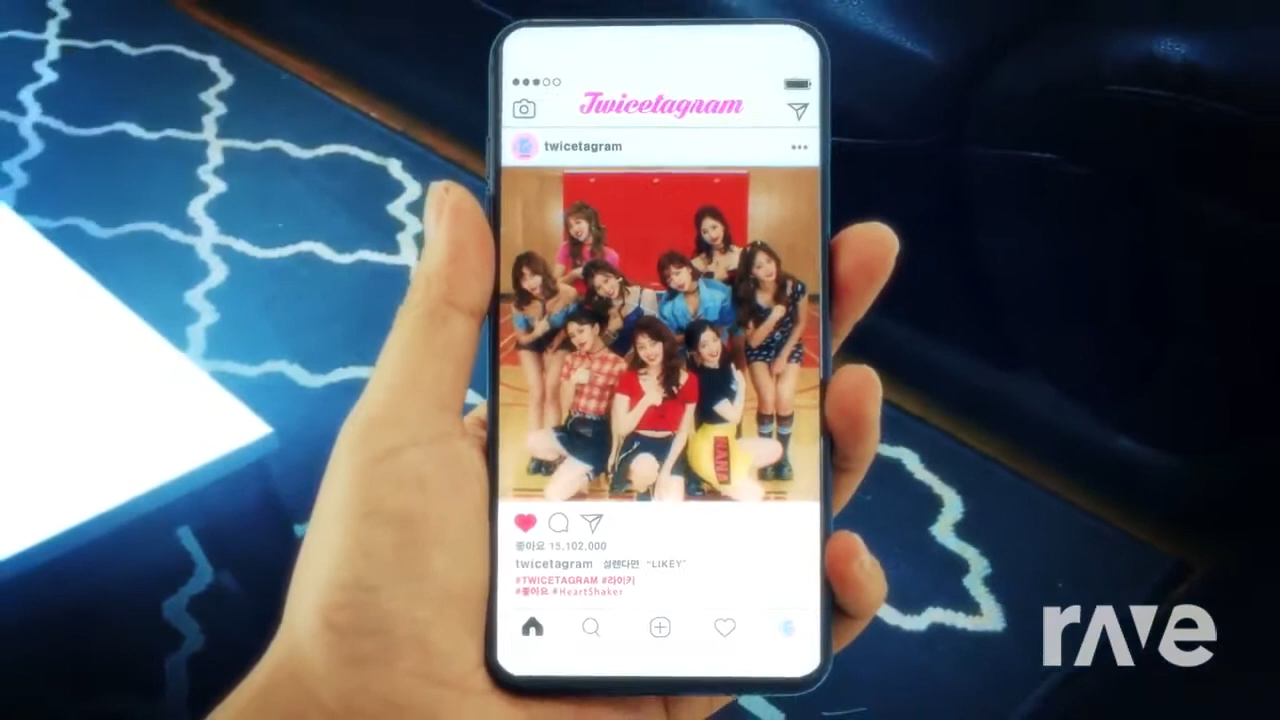 Twicetagram
twicetagram
NANA
좋아요 15,102,000
twicetagram 설렌다면 "LIKEY"
#TWICETAGRAM #라이키
#좋아요 #HeartShaker
rave